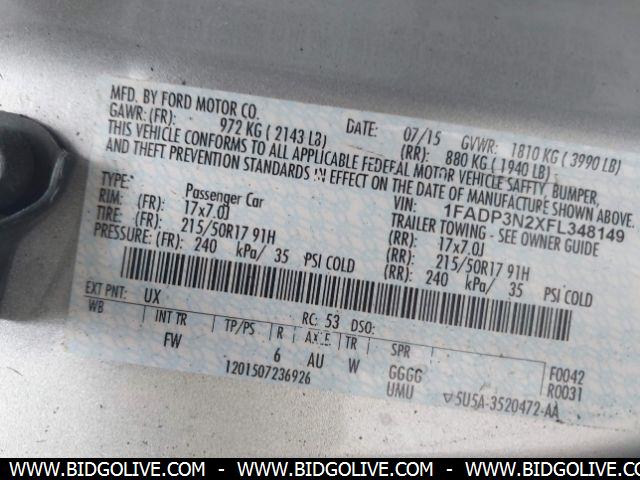 MFD. BY FORD MOTOR CO.
DATE: 07/15 GVWR: 1810 KG ( 3990 LB)
GAWR: (FR): 972 KG ( 2143 LB) (RR): 880 KG ( 1940 LB)
THIS VEHICLE CONFORMS TO ALL APPLICABLE FEDERAL MOTOR VEHICLE SAFETY, BUMPER,
AND THEFT PREVENTION STANDARDS IN EFFECT ON THE DATE OF MANUFACTURE SHOWN ABOVE.
VIN: 1FADP3N2XFL348149
TYPE: Passenger Car TRAILER TOWING - SEE OWNER GUIDE
RIM: (FR): 17x7.0J (RR): 17x7.0J
TIRE: (FR): 215/50R17 91H (RR): 215/50R17 91H
PRESSURE: (FR): 240 kPa/ 35 PSI COLD (RR): 240 kPa/ 35 PSI COLD
EXT PNT: UX RC: 53 DSO:
WB INT TR TP/PS R AXLE TR SPR F0042
FW 6 AU W GGGG R0031
1201507236926 UMU ▽5U5A-3520472-AA
WWW.BIDGOLIVE.COM - WWW.BIDGOLIVE.COM - WWW.BIDGOLIVE.COM